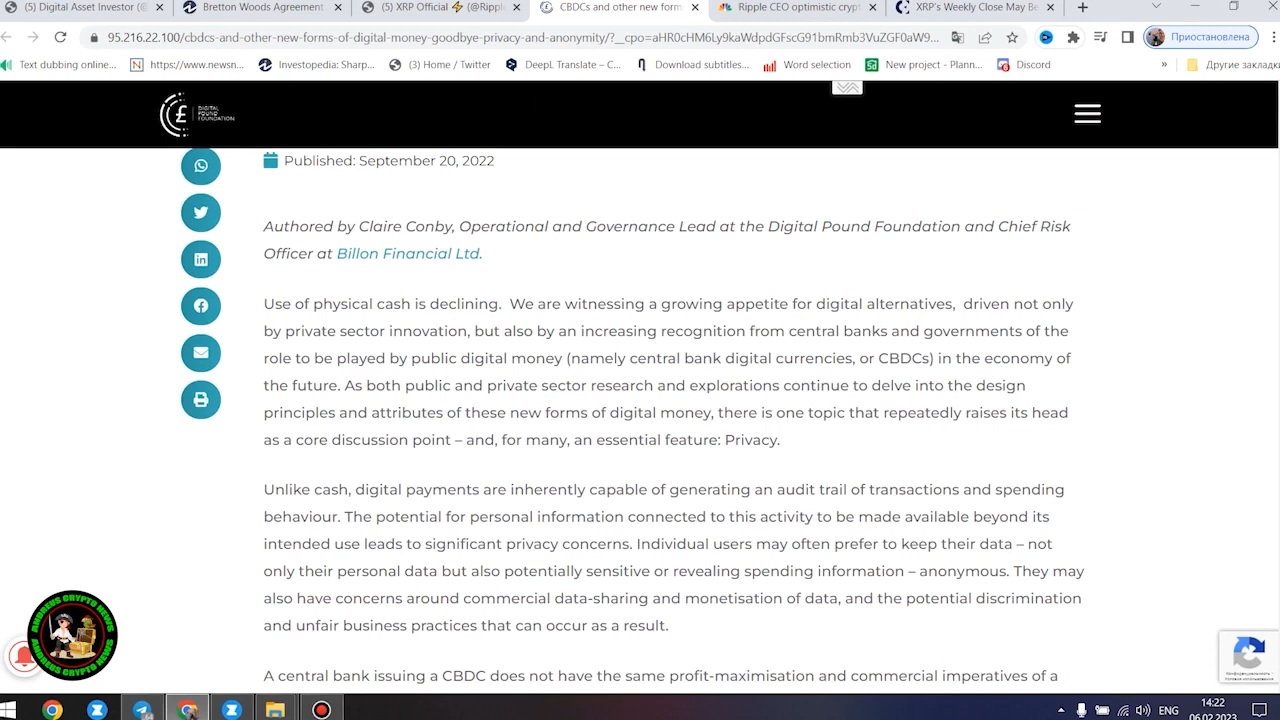 (5) Digital Asset Investor (@
Bretton Woods Agreement
(5) XRP Official ⚡ (@Ripple
CBDCs and other new form
Ripple CEO optimistic crypt
XRP's Weekly Close May Be
95.216.22.100/cbdcs-and-other-new-forms-of-digital-money-goodbye-privacy-and-anonymity/?__cpo=aHR0cHM6Ly9kaWdpdGFscG91bmRmb3VuZGF0aW9...
Приостановлена
Text dubbing online...
https://www.newsn...
Investopedia: Sharp...
(3) Home / Twitter
DeepL Translate – C...
Download subtitles...
Word selection
New project - Plann...
Discord
»
Другие закладки
DIGITAL
POUND
FOUNDATION
Published: September 20, 2022
Authored by Claire Conby, Operational and Governance Lead at the Digital Pound Foundation and Chief Risk
Officer at Billon Financial Ltd.
Use of physical cash is declining. We are witnessing a growing appetite for digital alternatives, driven not only
by private sector innovation, but also by an increasing recognition from central banks and governments of the
role to be played by public digital money (namely central bank digital currencies, or CBDCs) in the economy of
the future. As both public and private sector research and explorations continue to delve into the design
principles and attributes of these new forms of digital money, there is one topic that repeatedly raises its head
as a core discussion point – and, for many, an essential feature: Privacy.
Unlike cash, digital payments are inherently capable of generating an audit trail of transactions and spending
behaviour. The potential for personal information connected to this activity to be made available beyond its
intended use leads to significant privacy concerns. Individual users may often prefer to keep their data – not
only their personal data but also potentially sensitive or revealing spending information – anonymous. They may
also have concerns around commercial data-sharing and monetisation of data, and the potential discrimination
and unfair business practices that can occur as a result.
A central bank issuing a CBDC does not have the same profit-maximisation and commercial imperatives of a
ANDREUS CRYPTO NEWS
ANDREUS CRYPTO NEWS
ENG
14:22
06.02.2023